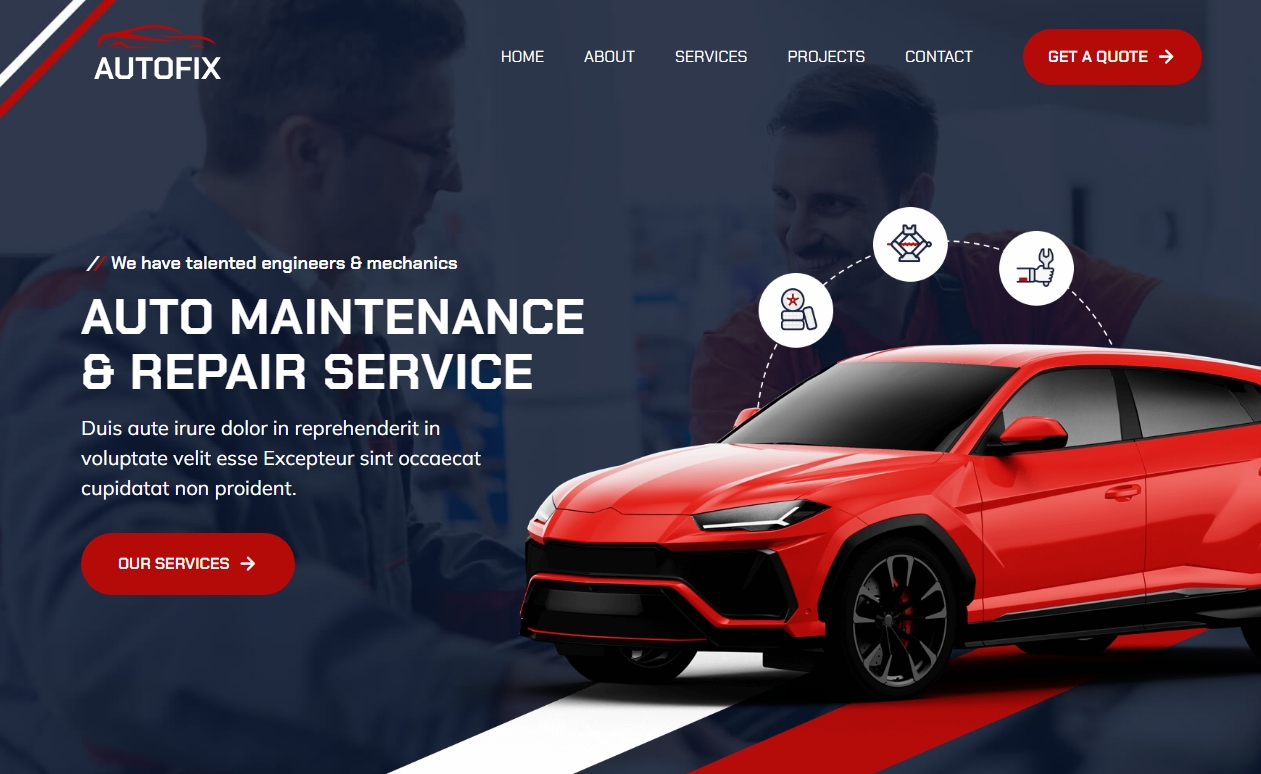 AUTOFIX
HOME
ABOUT
SERVICES
PROJECTS
CONTACT
GET A QUOTE
We have talented engineers & mechanics
AUTO MAINTENANCE
& REPAIR SERVICE
Duis aute irure dolor in reprehenderit in
voluptate velit esse Excepteur sint occaecat
cupidatat non proident.
OUR SERVICES